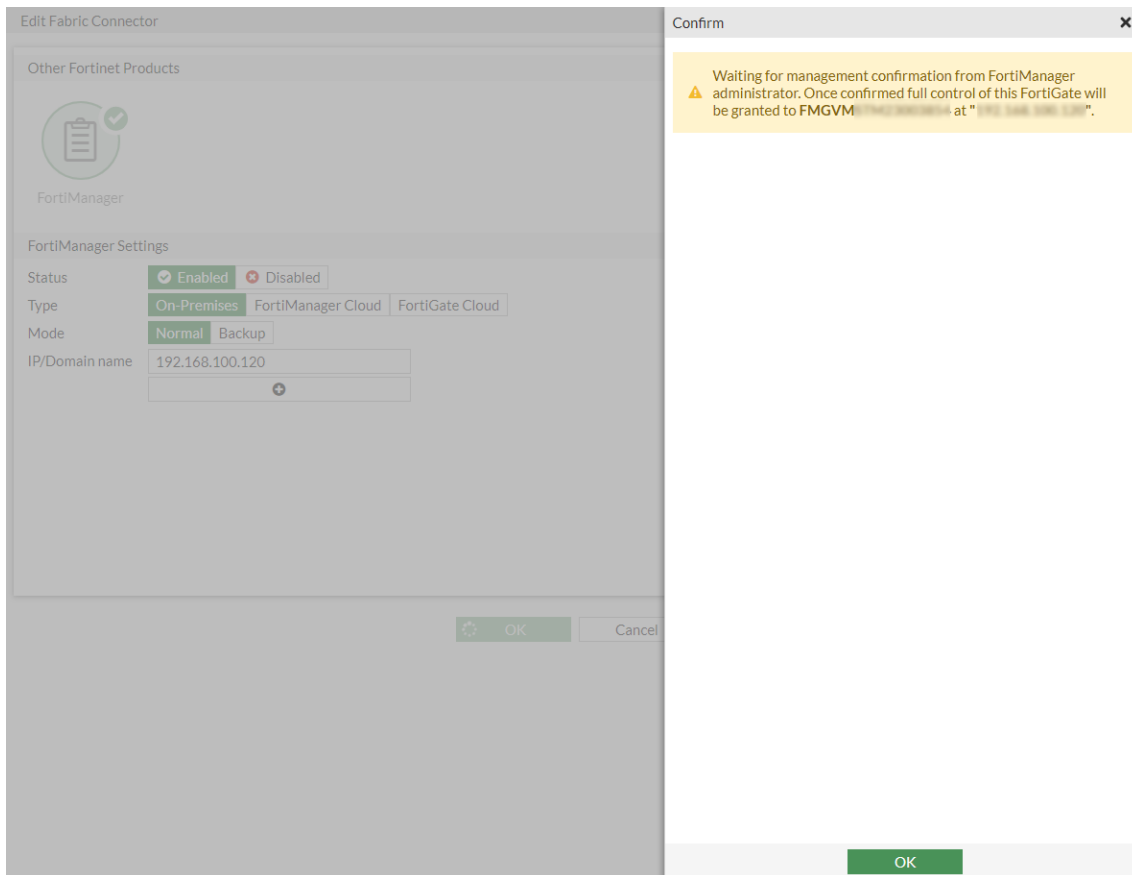 Edit Fabric Connector
Other Fortinet Products
FortiManager
FortiManager Settings
Status Enabled Disabled
Type On-Premises FortiManager Cloud FortiGate Cloud
Mode Normal Backup
IP/Domain name 192.168.100.120
OK Cancel
Confirm
Waiting for management confirmation from FortiManager
administrator. Once confirmed full control of this FortiGate will
be granted to FMGVM at " ".
OK